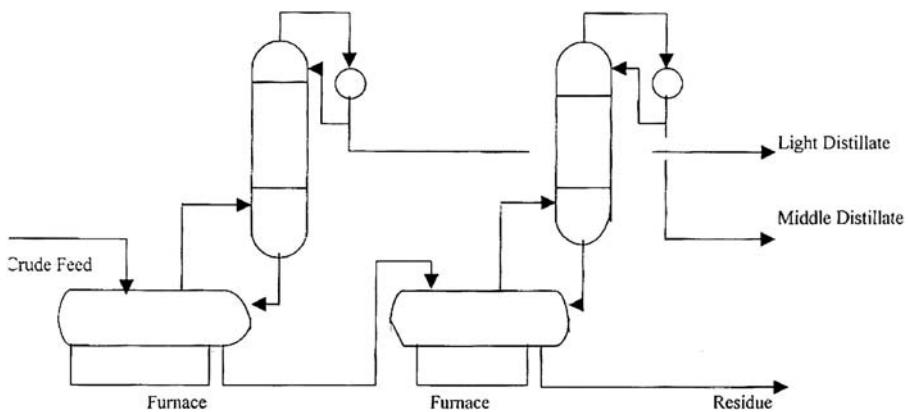 Light Distillate
Middle Distillate
Crude Feed
Furnace
Furnace
Residue